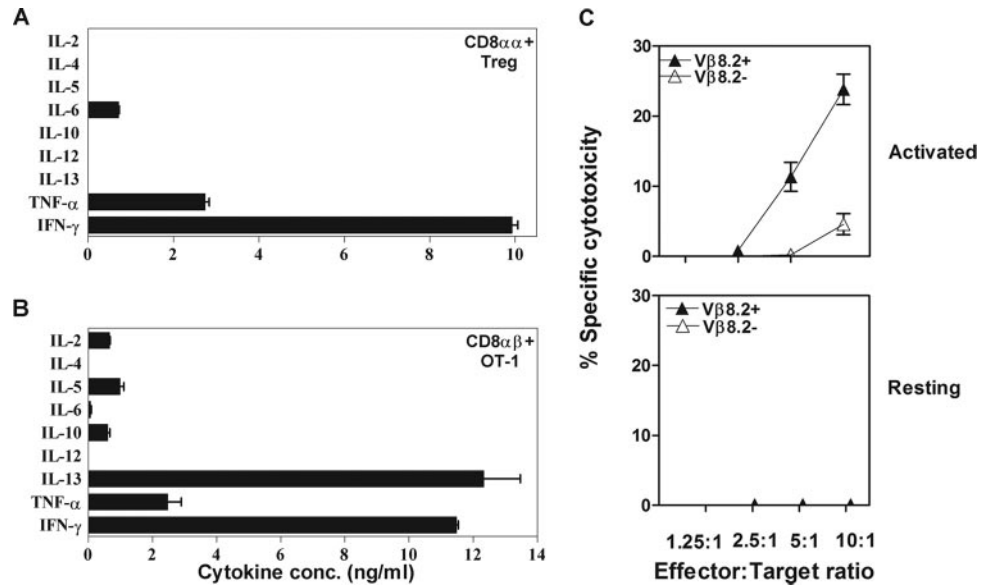 A
IL-2
IL-4
IL-5
IL-6
IL-10
IL-12
IL-13
TNF-α
IFN-γ
CD8αα+
Treg
0 2 4 6 8 10
B
IL-2
IL-4
IL-5
IL-6
IL-10
IL-12
IL-13
TNF-α
IFN-γ
CD8αβ+
OT-1
0 2 4 6 8 10 12 14
Cytokine conc. (ng/ml)
C
% Specific cytotoxicity
30
20
10
0
Vβ8.2+
Vβ8.2-
Activated
30
20
10
0
Vβ8.2+
Vβ8.2-
Resting
1.25:1 2.5:1 5:1 10:1
Effector:Target ratio